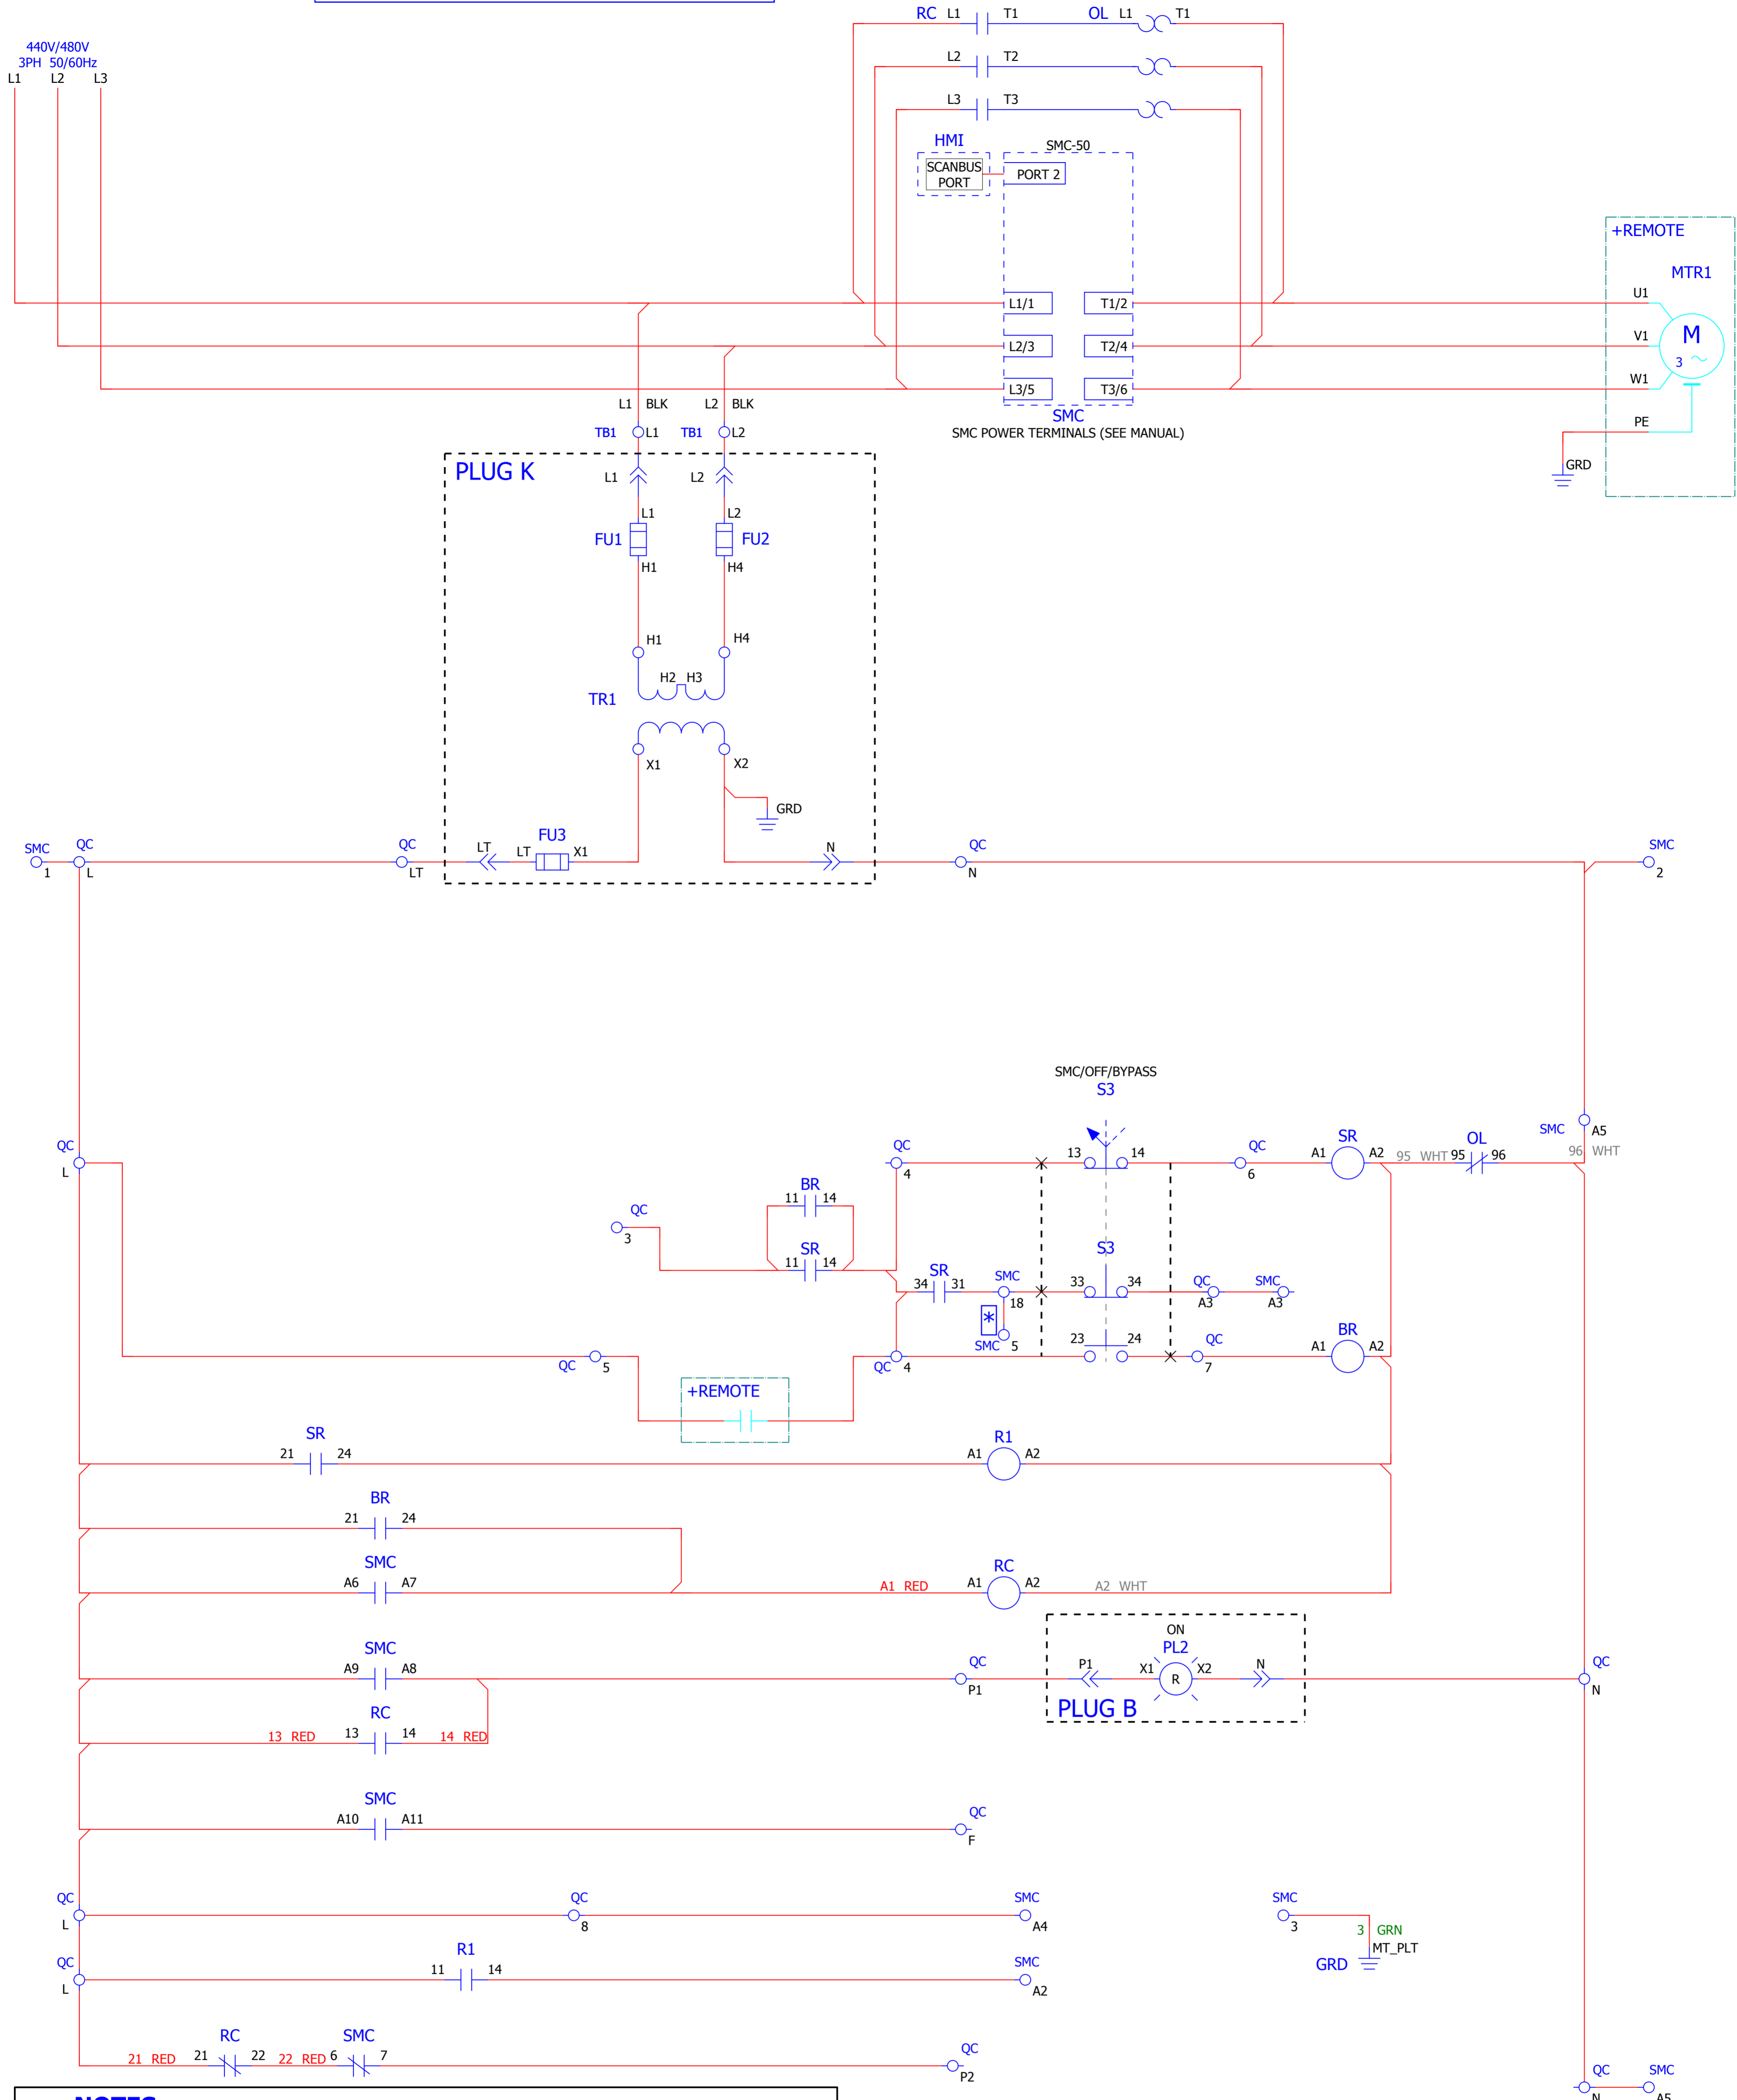 RC L1 T1 OL L1 T1
440V/480V
3PH 50/60Hz
L1 L2 L3
L2 T2
L3 T3
HMI
SMC-50
SCANBUS
PORT
PORT 2
+REMOTE
MTR1
L1/1 T1/2 U1
L2/3 T2/4 V1
M
3
L3/5 T3/6 W1
L1 BLK L2 BLK
SMC
SMC POWER TERMINALS (SEE MANUAL)
PE
TB1 L1 TB1 L2
GRD
PLUG K
L1 L2
L1 L2
FU1 FU2
H1 H4
H1 H4
H2 H3
TR1
X1 X2
GRD
SMC QC QC LT LT FU3 X1 N QC SMC
1 L LT N 2
SMC/OFF/BYPASS
S3
SMC A5
QC QC 13 14 QC SR OL
L 4 6 A1 A2 95 WHT 95 96 96 WHT
BR
11 14
QC
3
SR
11 14
S3
SR
34 31
SMC
18
33 34
QC
A3
SMC
A3
*
SMC 5
23 24
QC
7
BR
A1 A2
QC 5
QC 4
+REMOTE
SR
21 24
R1
A1 A2
BR
21 24
SMC
A6 A7
A1 RED
RC
A1 A2
A2 WHT
ON
SMC
A9 A8
QC
P1
P1 X1 PL2 X2 N
R
QC
N
PLUG B
RC
13 RED 13 14 14 RED
SMC
A10 A11
QC
F
QC QC SMC SMC
L 8 A4 3
3 GRN
MT_PLT
GRD
QC R1 SMC
L 11 14 A2
RC SMC
21 RED 21 22 22 RED 6 7
QC
P2
QC SMC
N A5
NOTES